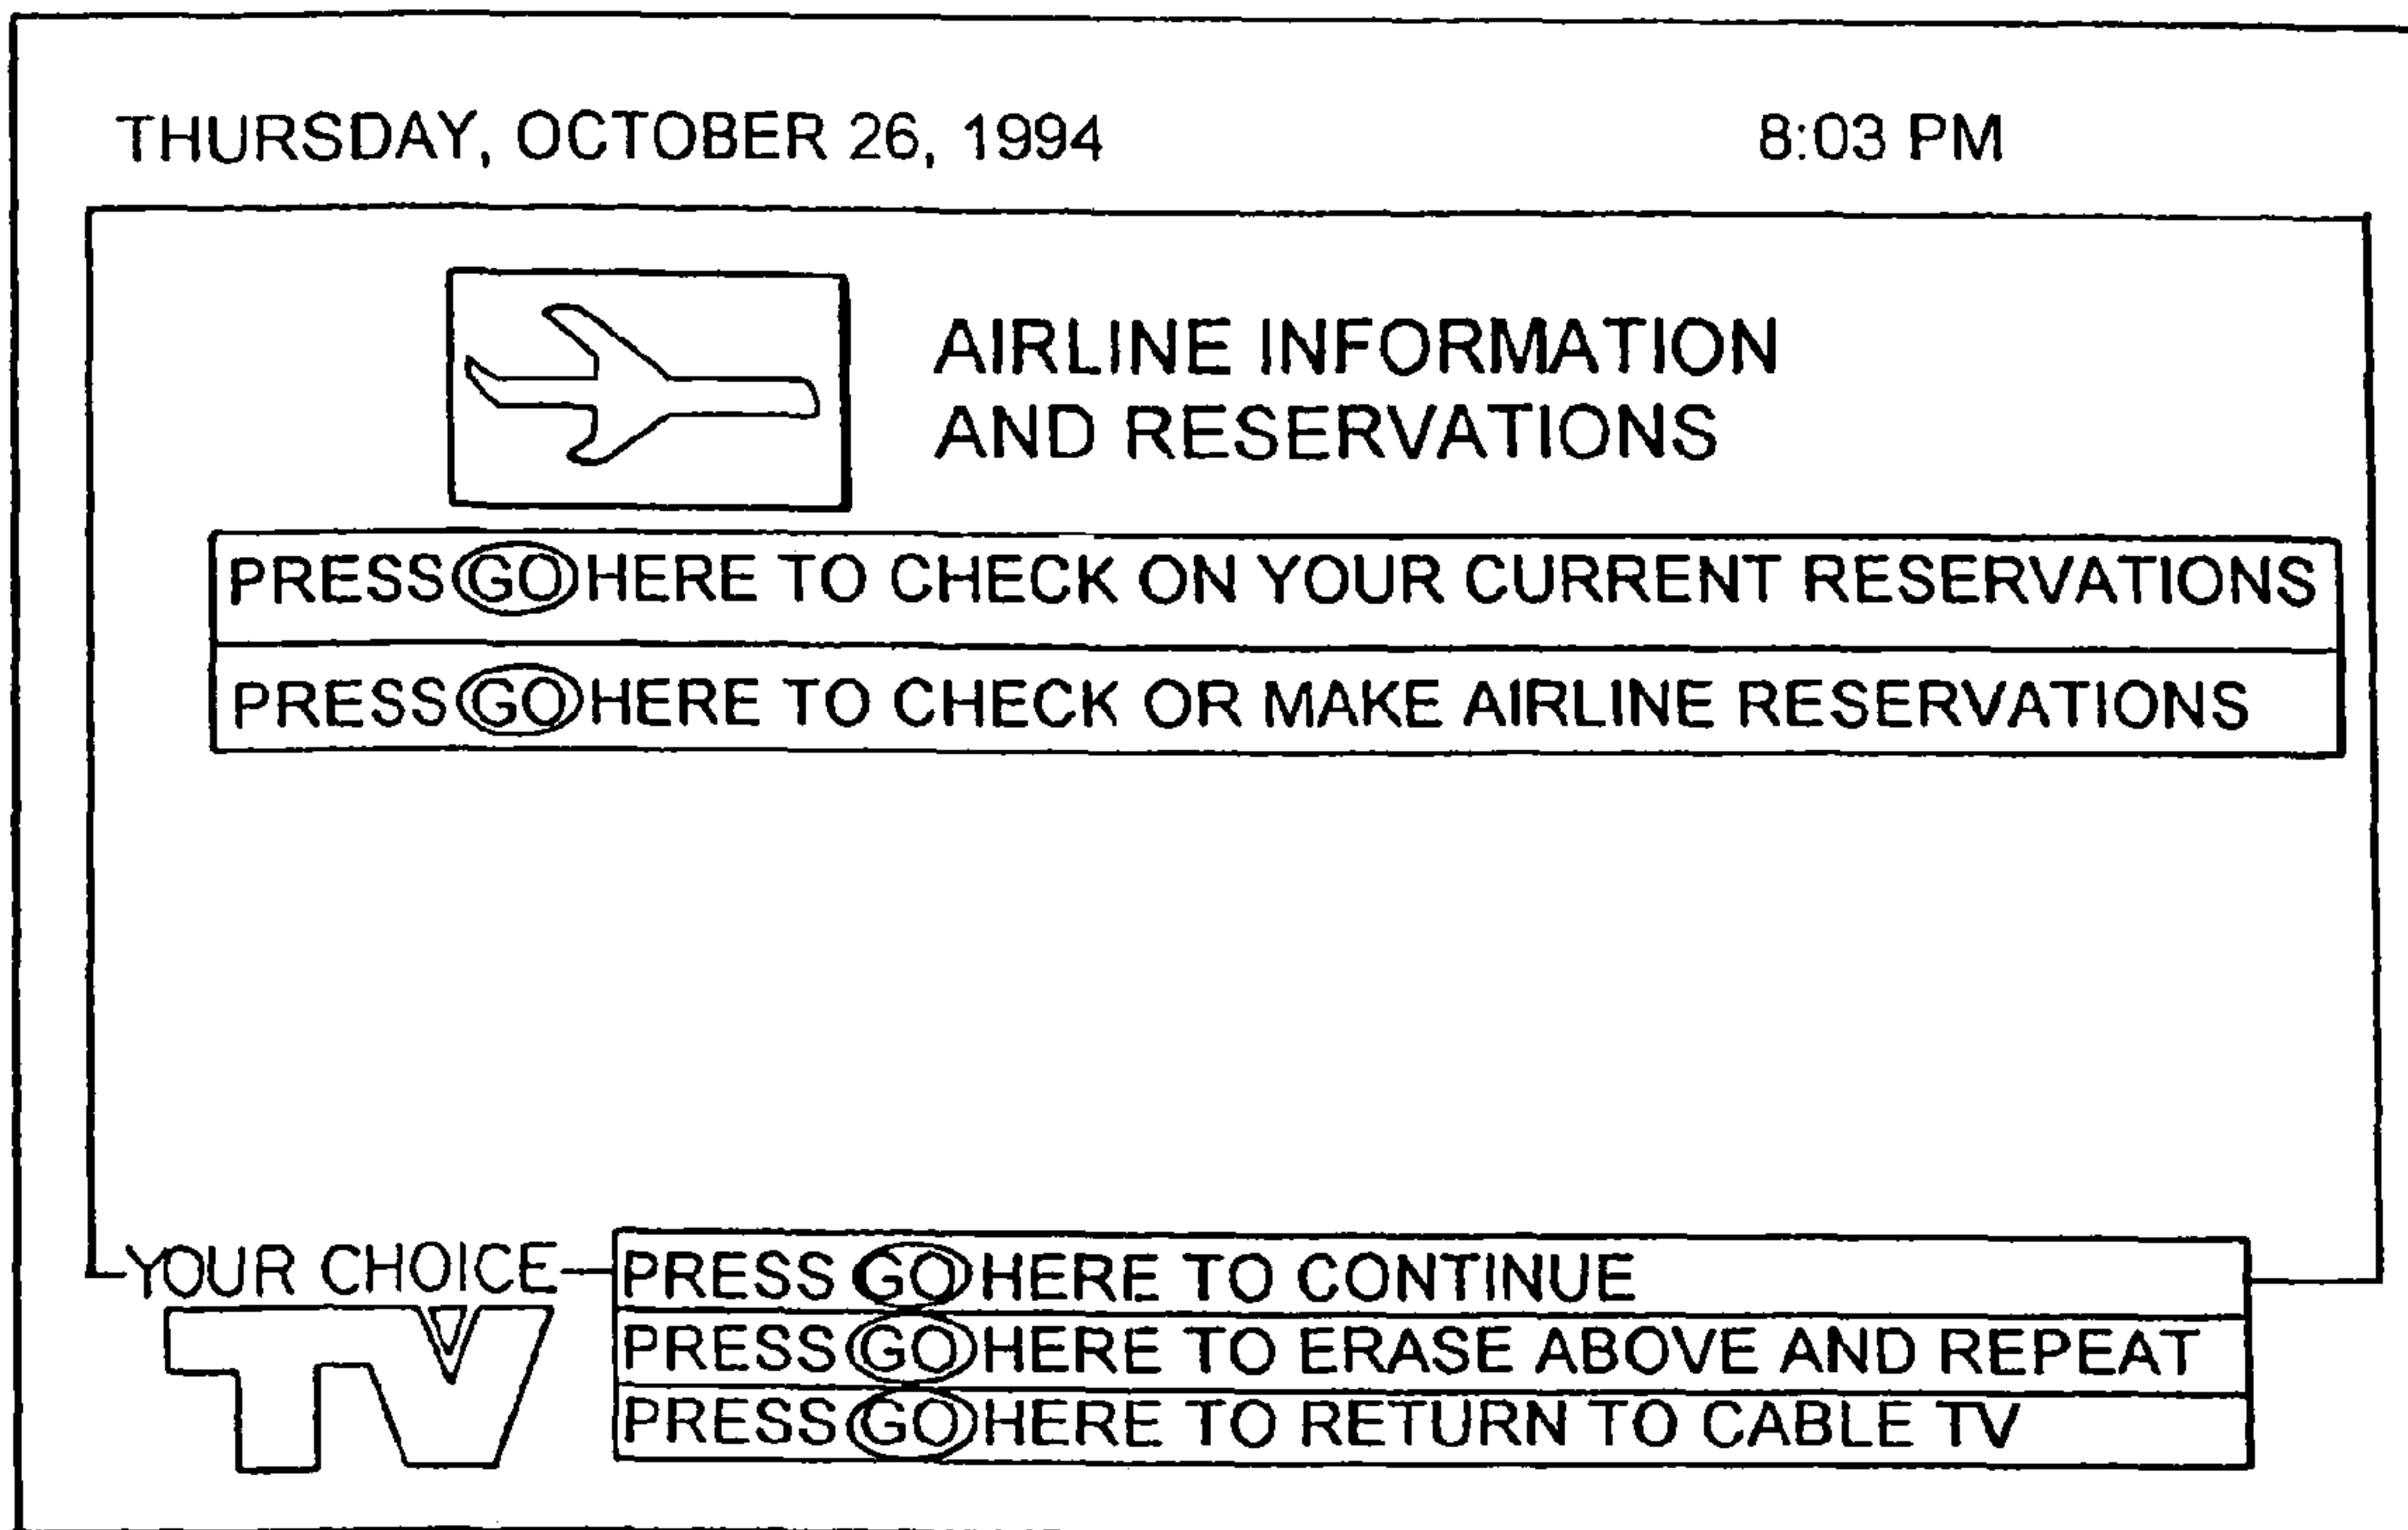 THURSDAY, OCTOBER 26, 1994 8:03 PM
AIRLINE INFORMATION
AND RESERVATIONS
PRESS GO HERE TO CHECK ON YOUR CURRENT RESERVATIONS
PRESS GO HERE TO CHECK OR MAKE AIRLINE RESERVATIONS
YOUR CHOICE
TV
PRESS GO HERE TO CONTINUE
PRESS GO HERE TO ERASE ABOVE AND REPEAT
PRESS GO HERE TO RETURN TO CABLE TV